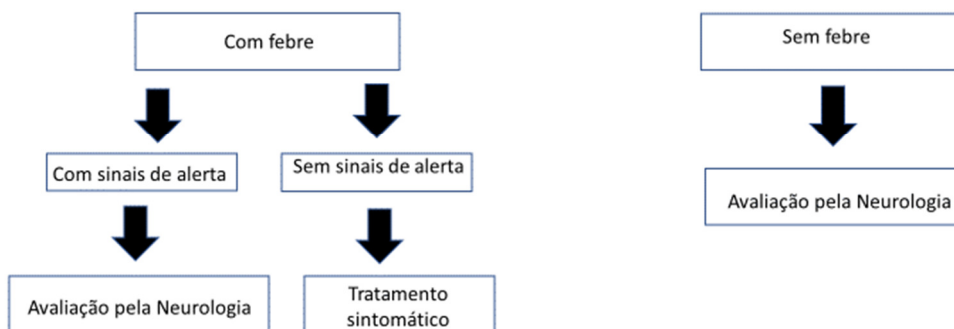 Com febre
Sem febre
Com sinais de alerta
Sem sinais de alerta
Avaliação pela Neurologia
Avaliação pela Neurologia
Tratamento
sintomático